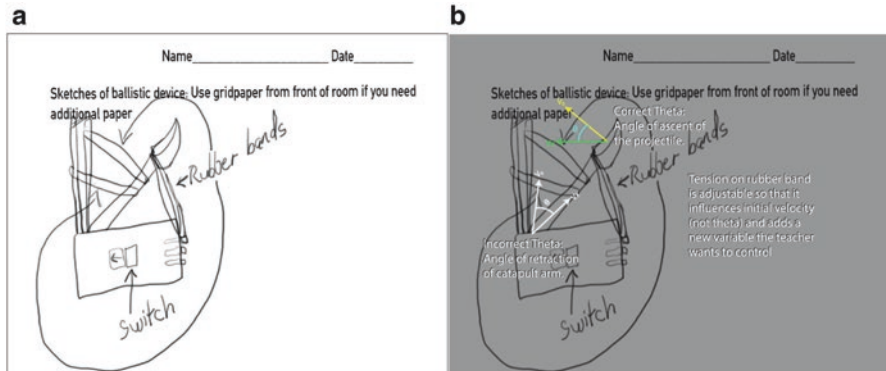 a
Name Date
Sketches of ballistic device: Use gridpaper from front of room if you need
additional paper
Rubber bands
switch
b
Name Date
Sketches of ballistic device: Use gridpaper from front of room if you need
additional paper
Correct Theta:
Angle of ascent of
the projectile.
Rubber bands
Tension on rubber band
is adjustable so that it
influences initial velocity
(not theta) and adds a
new variable the teacher
wants to control
Incorrect Theta:
Angle of retraction
of catapult arm.
switch